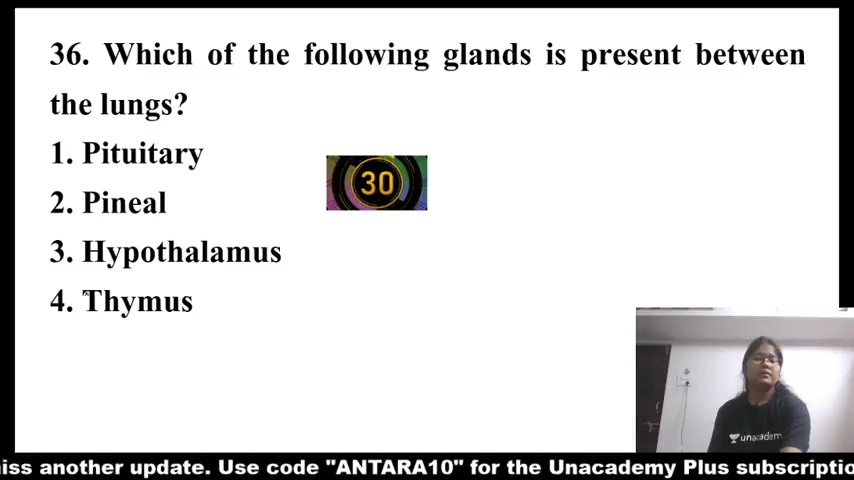 36. Which of the following glands is present between
the lungs?
1. Pituitary
30
2. Pineal
3. Hypothalamus
4. Thymus
unacademy
iss another update. Use code "ANTARA10" for the Unacademy Plus subscriptio